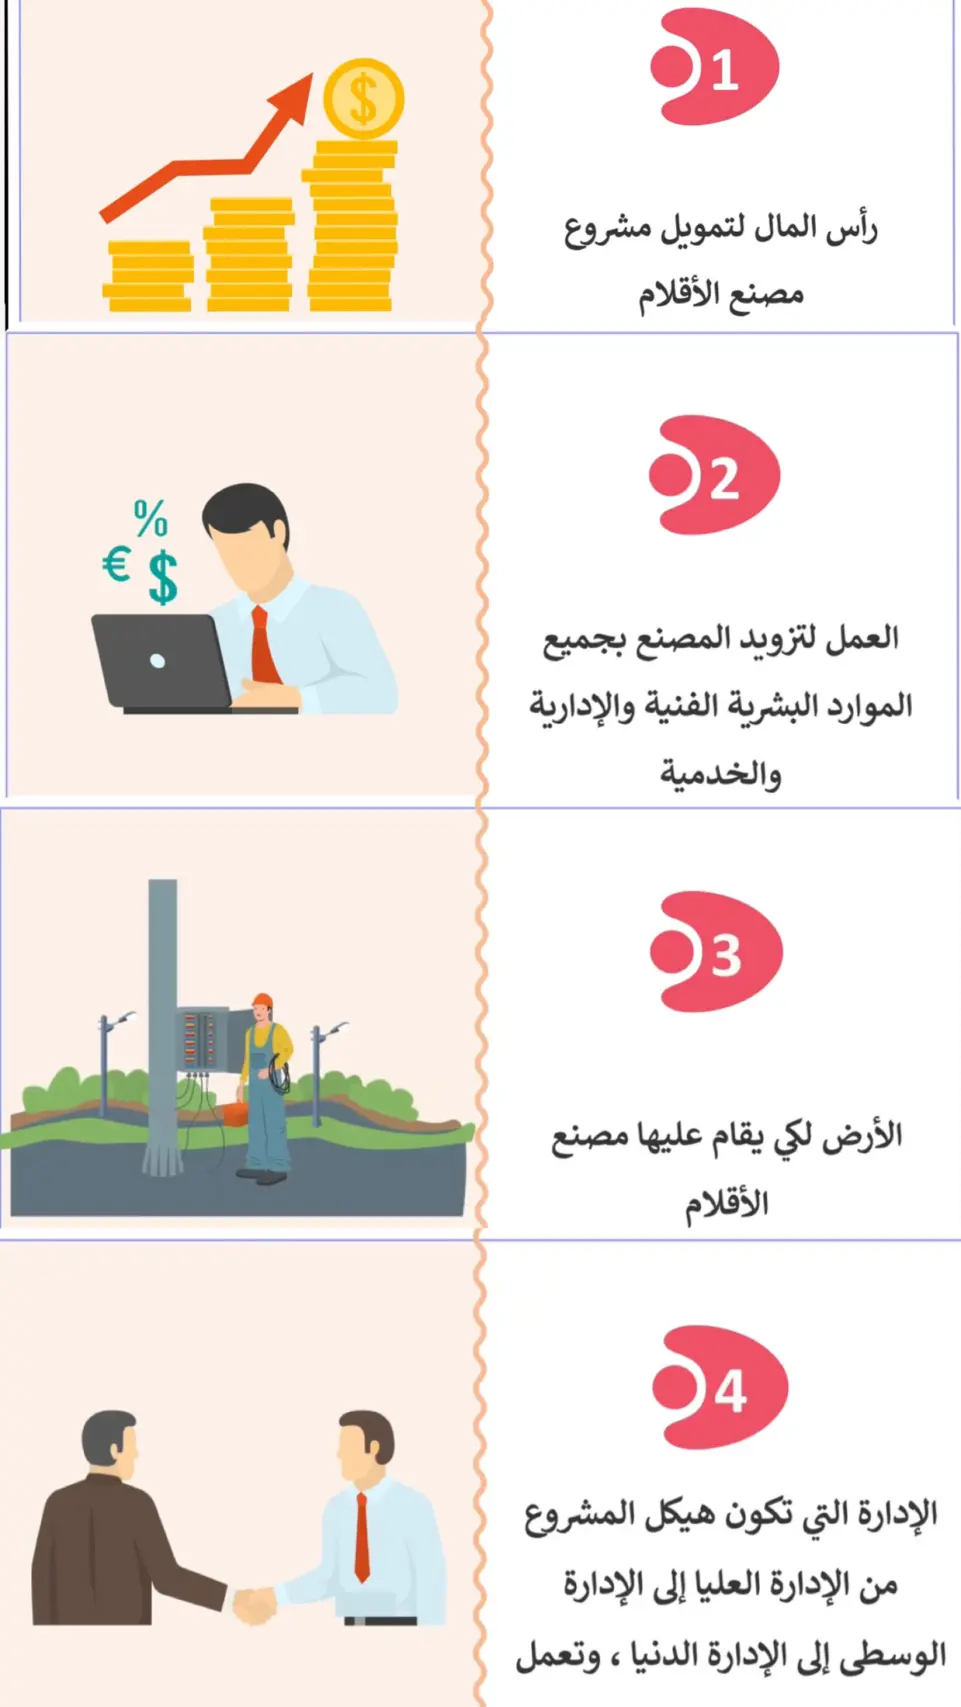 1
رأس المال لتمويل مشروع
مصنع الأقلام
2
العمل لتزويد المصنع بجميع
الموارد البشرية الفنية والإدارية
والخدمية
% € $
3
الأرض لكي يقام عليها مصنع
الأقلام
4
الإدارة التي تكون هيكل المشروع
من الإدارة العليا إلى الإدارة
الوسطى إلى الإدارة الدنيا ، وتعمل